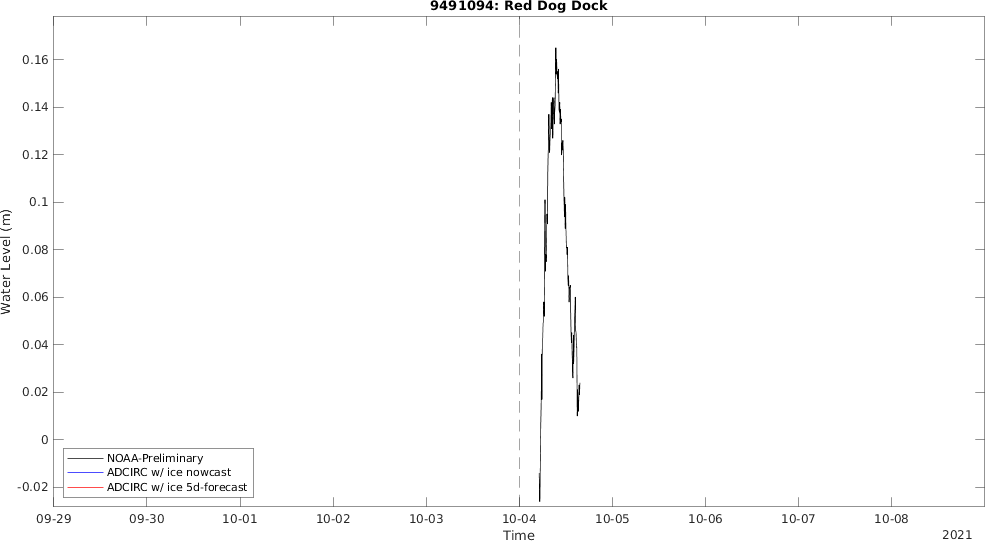 9491094: Red Dog Dock
0.16
0.14
0.12
0.1
0.08
0.06
0.04
0.02
0
-0.02
Water Level (m)
NOAA-Preliminary
ADCIRC w/ ice nowcast
ADCIRC w/ ice 5d-forecast
09-29 09-30 10-01 10-02 10-03 10-04 10-05 10-06 10-07 10-08
Time
2021